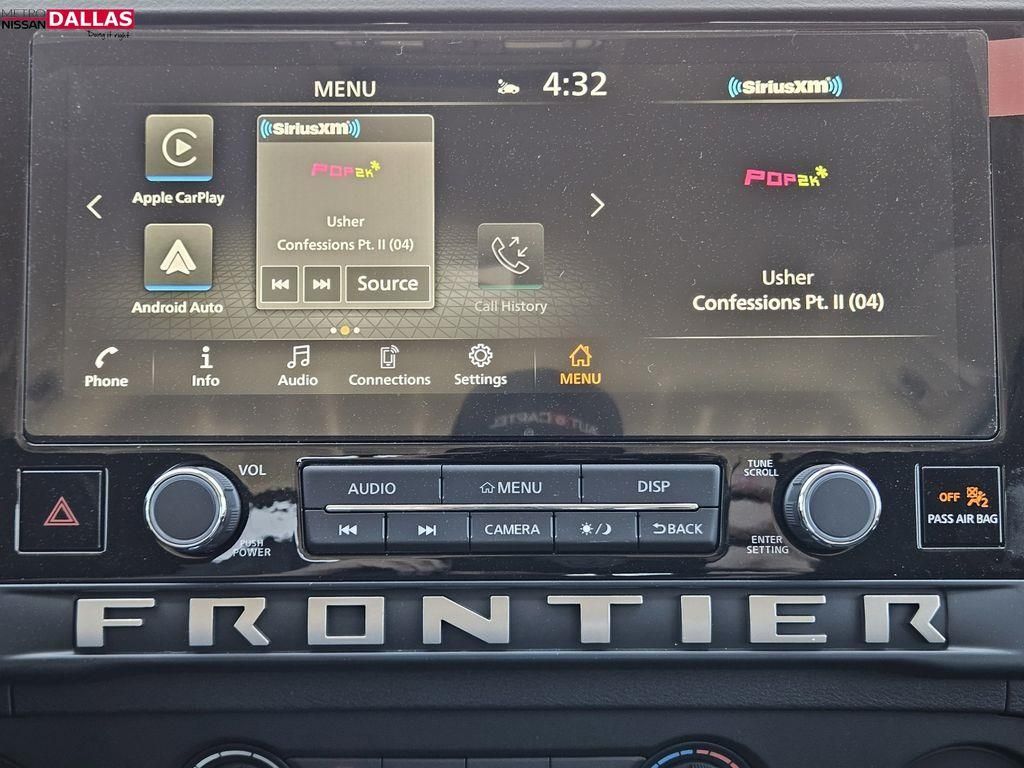 METRO
NISSAN DALLAS
Doing it right
MENU
4:32
SiriusXM
SiriusXM
POP2K*
POP2K*
Apple CarPlay
Usher
Confessions Pt. II (04)
Source
Android Auto
Call History
Usher
Confessions Pt. II (04)
Phone
Info
Audio
Connections
Settings
MENU
VOL
PUSH
POWER
AUDIO
MENU
DISP
CAMERA
BACK
TUNE
SCROLL
ENTER
SETTING
OFF 2
PASS AIR BAG
FRONTIER